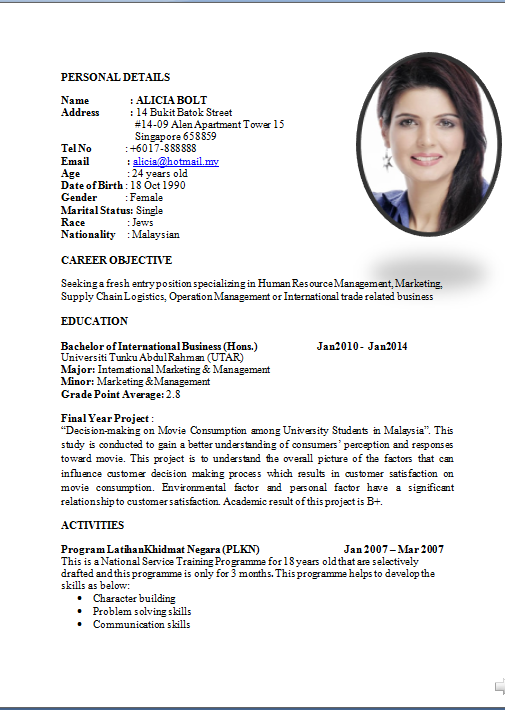 PERSONAL DETAILS
Name : ALICIA BOLT
Address : 14 Bukit Batok Street
#14-09 Alen Apartment Tower 15
Singapore 658859
Tel No : +6017-888888
Email : alicia@hotmail.my
Age : 24 years old
Date of Birth : 18 Oct 1990
Gender : Female
Marital Status: Single
Race : Jews
Nationality : Malaysian
CAREER OBJECTIVE
Seeking a fresh entry position specializing in Human Resource Management, Marketing,
Supply Chain Logistics, Operation Management or International trade related business
EDUCATION
Bachelor of International Business (Hons.) Jan2010 - Jan2014
Universiti Tunku Abdul Rahman (UTAR)
Major: International Marketing & Management
Minor: Marketing &Management
Grade Point Average: 2.8
Final Year Project :
“Decision-making on Movie Consumption among University Students in Malaysia”. This
study is conducted to gain a better understanding of consumers’ perception and responses
toward movie. This project is to understand the overall picture of the factors that can
influence customer decision making process which results in customer satisfaction on
movie consumption. Environmental factor and personal factor have a significant
relationship to customer satisfaction. Academic result of this project is B+.
ACTIVITIES
Program LatihanKhidmat Negara (PLKN) Jan 2007 – Mar 2007
This is a National Service Training Programme for 18 years old that are selectively
drafted and this programme is only for 3 months. This programme helps to develop the
skills as below:
• Character building
• Problem solving skills
• Communication skills